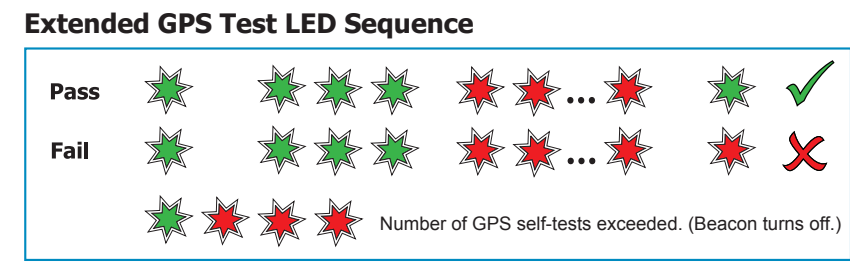 Extended GPS Test LED Sequence
Pass ...
Fail ...
Number of GPS self-tests exceeded. (Beacon turns off.)